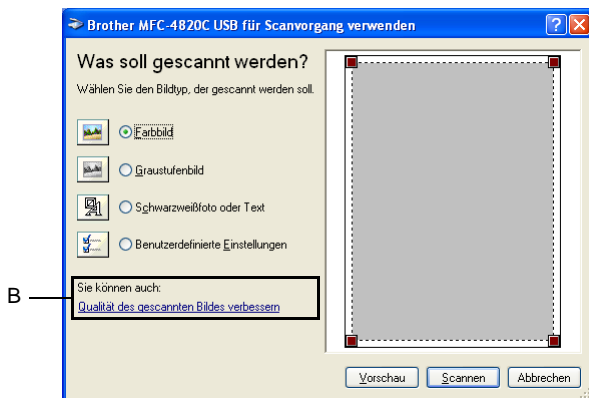 Brother MFC-4820C USB für Scanvorgang verwenden
Was soll gescannt werden?
Wählen Sie den Bildtyp, der gescannt werden soll.
Farbbild
Graustufenbild
Schwarzweißfoto oder Text
Benutzerdefinierte Einstellungen
B
Sie können auch:
Qualität des gescannten Bildes verbessern
Vorschau
Scannen
Abbrechen